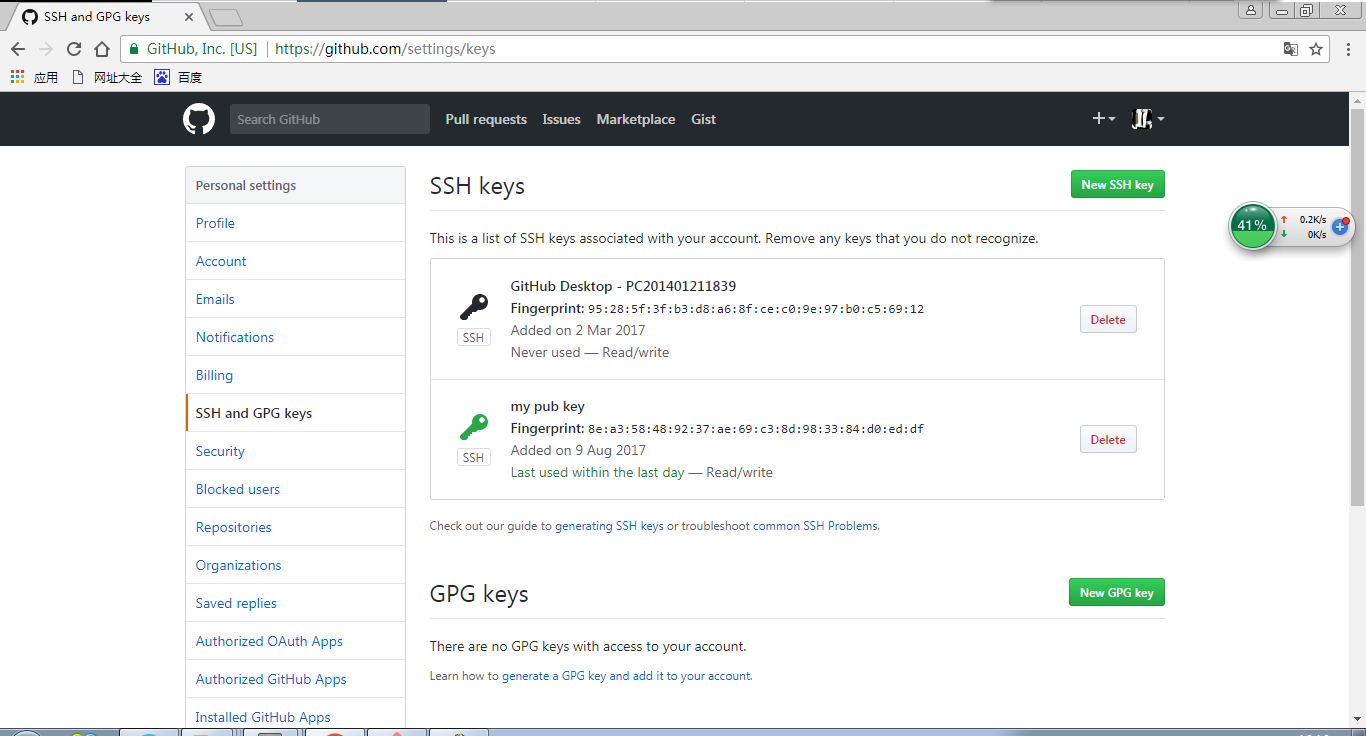 SSH and GPG keys
GitHub, Inc. [US] https://github.com/settings/keys
应用 网址大全 百度
Search GitHub Pull requests Issues Marketplace Gist
Personal settings
Profile
Account
Emails
Notifications
Billing
SSH and GPG keys
Security
Blocked users
Repositories
Organizations
Saved replies
Authorized OAuth Apps
Authorized GitHub Apps
Installed GitHub Apps
SSH keys
New SSH key
This is a list of SSH keys associated with your account. Remove any keys that you do not recognize.
GitHub Desktop - PC201401211839
Fingerprint: 95:28:5f:3f:b3:d8:a6:8f:ce:c0:9e:97:b0:c5:69:12
Added on 2 Mar 2017
Never used — Read/write
SSH
Delete
my pub key
Fingerprint: 8e:a3:58:48:92:37:ae:69:c3:8d:98:33:84:d0:ed:df
Added on 9 Aug 2017
Last used within the last day — Read/write
SSH
Delete
Check out our guide to generating SSH keys or troubleshoot common SSH Problems.
GPG keys
New GPG key
There are no GPG keys with access to your account.
Learn how to generate a GPG key and add it to your account.
41%
0.2K/s
0K/s